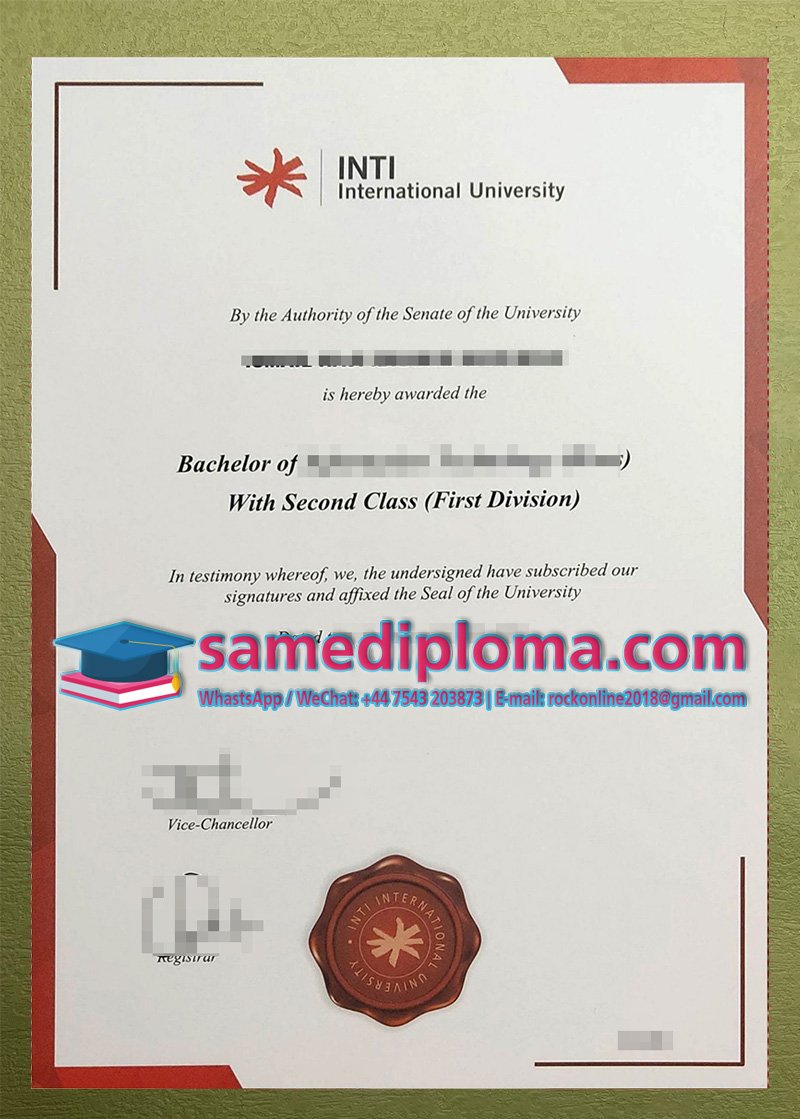 INTI
International University
By the Authority of the Senate of the University
is hereby awarded the
Bachelor of
With Second Class (First Division)
In testimony whereof, we, the undersigned have subscribed our
signatures and affixed the Seal of the University
samediploma.com
WhastsApp / WeChat: +44 7543 203873 | E-mail: rockonline2018@gmail.com
Vice-Chancellor
Registrar
INTI INTERNATIONAL UNIVERSITY